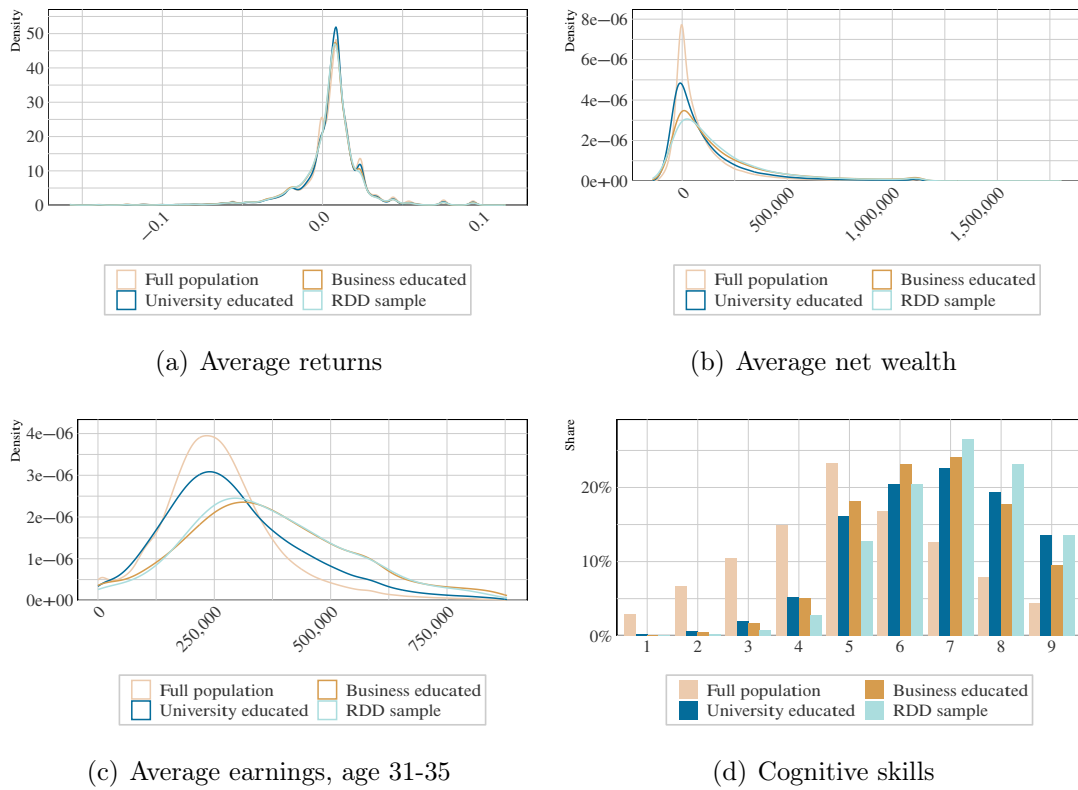 Density
50
40
30
20
10
0
−0.1
0.0
0.1
Full population
Business educated
University educated
RDD sample
(a) Average returns
Density
8e−06
6e−06
4e−06
2e−06
0e+00
0
500,000
1,000,000
1,500,000
Full population
Business educated
University educated
RDD sample
(b) Average net wealth
Density
4e−06
3e−06
2e−06
1e−06
0e+00
0
250,000
500,000
750,000
Full population
Business educated
University educated
RDD sample
(c) Average earnings, age 31-35
Share
20%
10%
0%
1 2 3 4 5 6 7 8 9
Full population
Business educated
University educated
RDD sample
(d) Cognitive skills